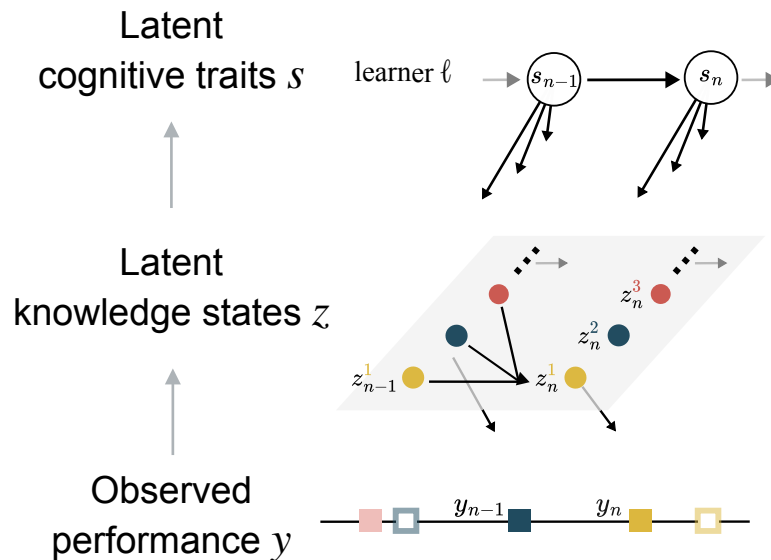 Latent
cognitive traits s
learner ℓ
s_{n−1}
s_n
Latent
knowledge states z
z_n^3
z_n^2
z_{n−1}^1
z_n^1
Observed
performance y
y_{n−1}
y_n